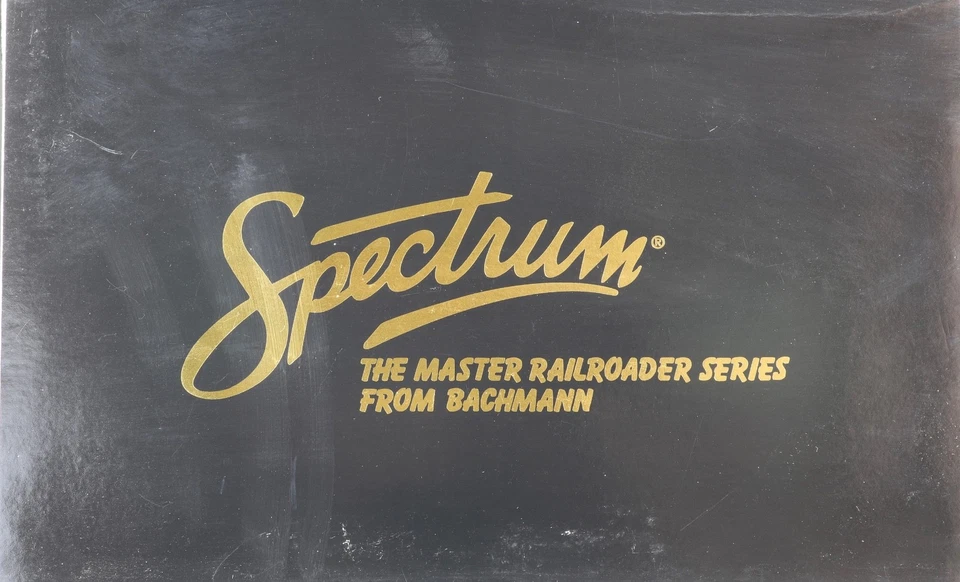 Spectrum®
THE MASTER RAILROADER SERIES
FROM BACHMANN